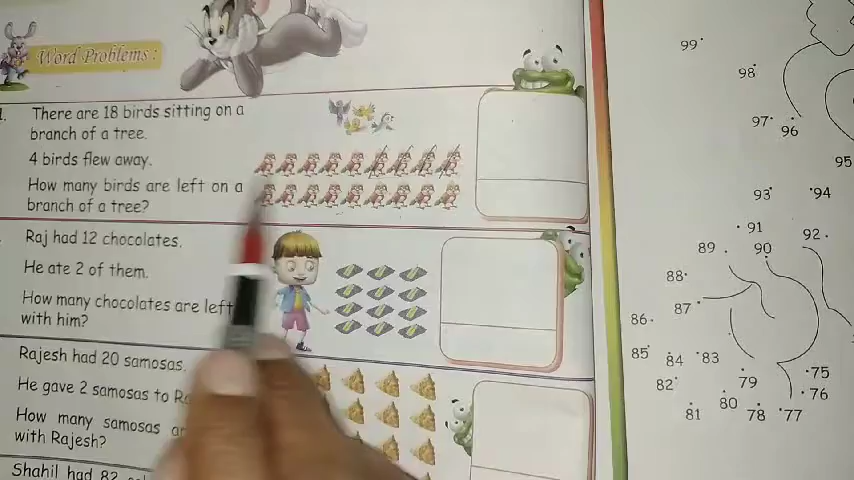 Word Problems :
1.
There are 18 birds sitting on a
branch of a tree.
4 birds flew away.
How many birds are left on a
branch of a tree?
Raj had 12 chocolates.
He ate 2 of them.
How many chocolates are left
with him?
Rajesh had 20 samosas.
He gave 2 samosas to
How many samosas
with Rajesh?
Shahil had 82
99
98
97
96
95
93
94
91
92
89
90
88
87
86
85
84
83
82
81
80
79
78
77
76
75